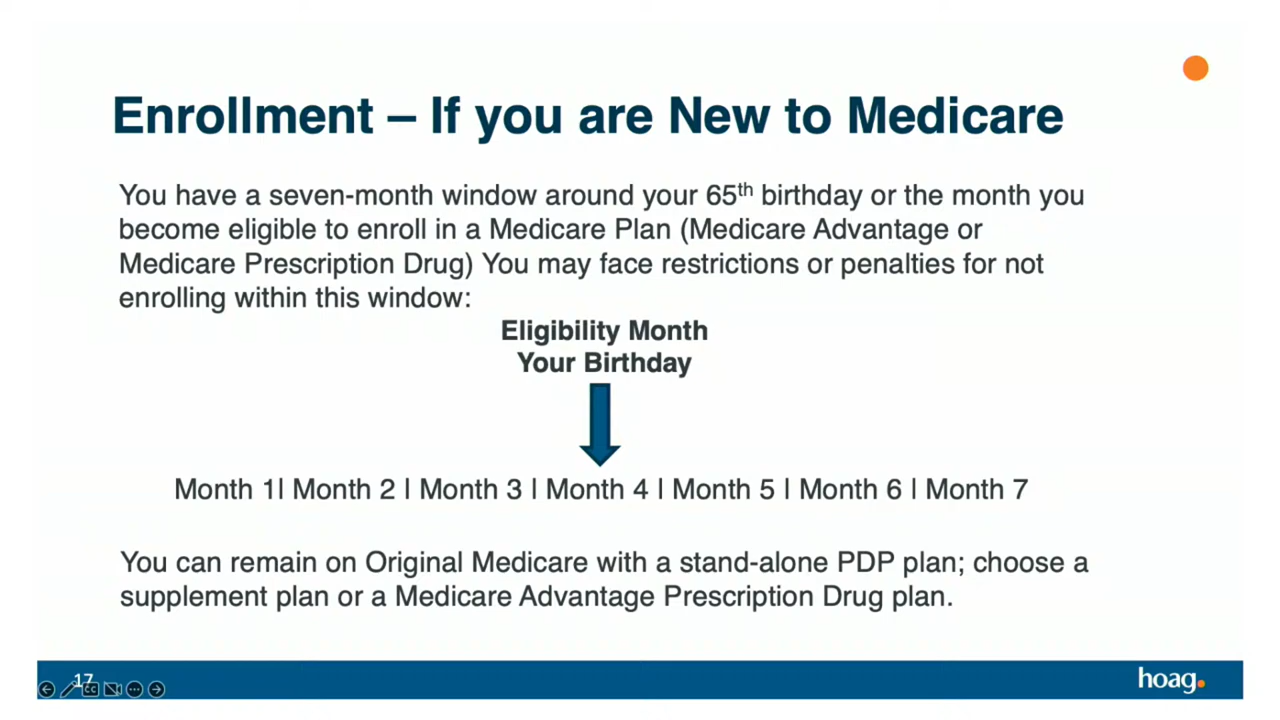 Enrollment – If you are New to Medicare
You have a seven-month window around your 65th birthday or the month you
become eligible to enroll in a Medicare Plan (Medicare Advantage or
Medicare Prescription Drug) You may face restrictions or penalties for not
enrolling within this window:
Eligibility Month
Your Birthday
Month 1| Month 2 | Month 3 | Month 4 | Month 5 | Month 6 | Month 7
You can remain on Original Medicare with a stand-alone PDP plan; choose a
supplement plan or a Medicare Advantage Prescription Drug plan.
17
CC
hoag.